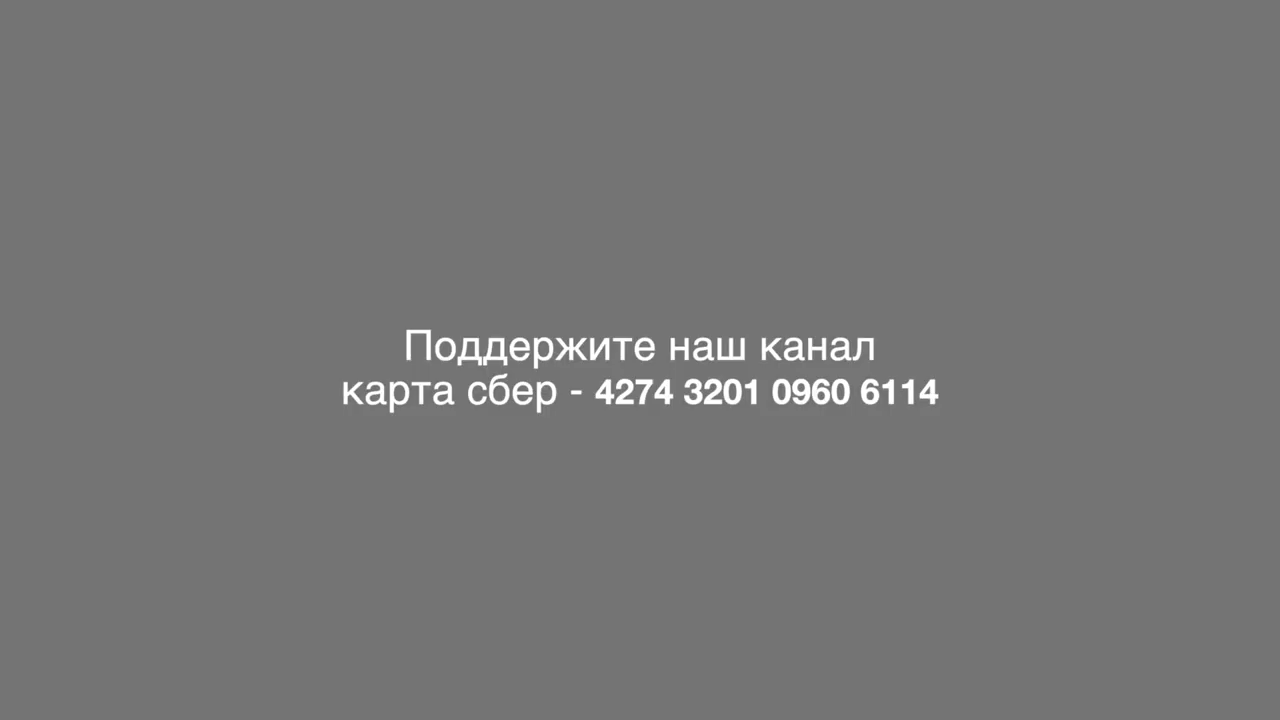 Поддержите наш канал
карта сбер - 4274 3201 0960 6114